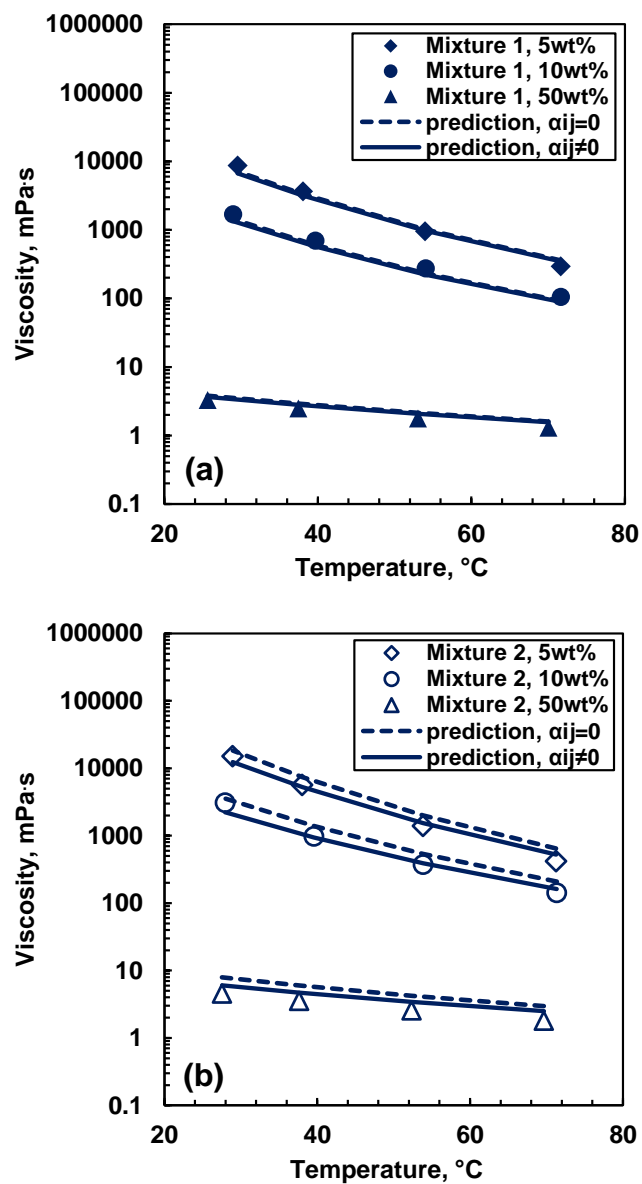 1000000
100000
10000
1000
100
10
1
0.1
Viscosity, mPa·s
Mixture 1, 5wt%
Mixture 1, 10wt%
Mixture 1, 50wt%
prediction, αij=0
prediction, αij≠0
(a)
20 40 60 80
Temperature, °C
1000000
100000
10000
1000
100
10
1
0.1
Viscosity, mPa·s
Mixture 2, 5wt%
Mixture 2, 10wt%
Mixture 2, 50wt%
prediction, αij=0
prediction, αij≠0
(b)
20 40 60 80
Temperature, °C